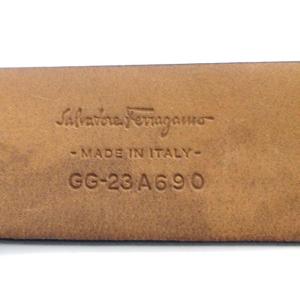 Salvatore Ferragamo
- MADE IN ITALY -
GG-23A690